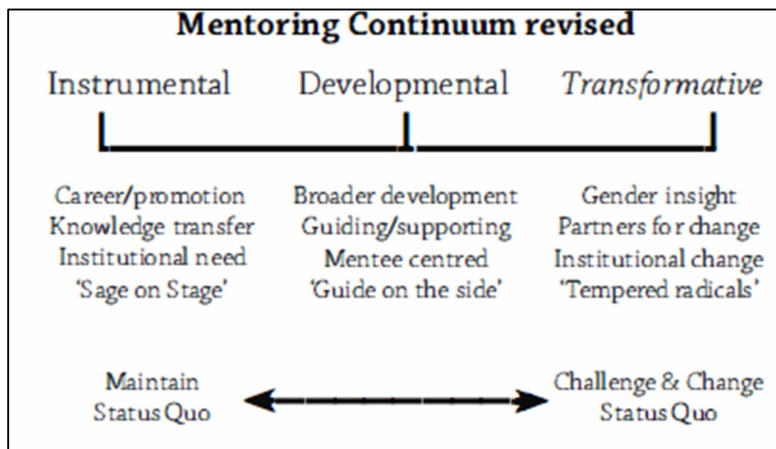 Mentoring Continuum revised
Instrumental
Developmental
Transformative
Career/promotion
Knowledge transfer
Institutional need
'Sage on Stage'
Broader development
Guiding/supporting
Mentee centred
'Guide on the side'
Gender insight
Partners for change
Institutional change
'Tempered radicals'
Maintain
Status Quo
Challenge & Change
Status Quo